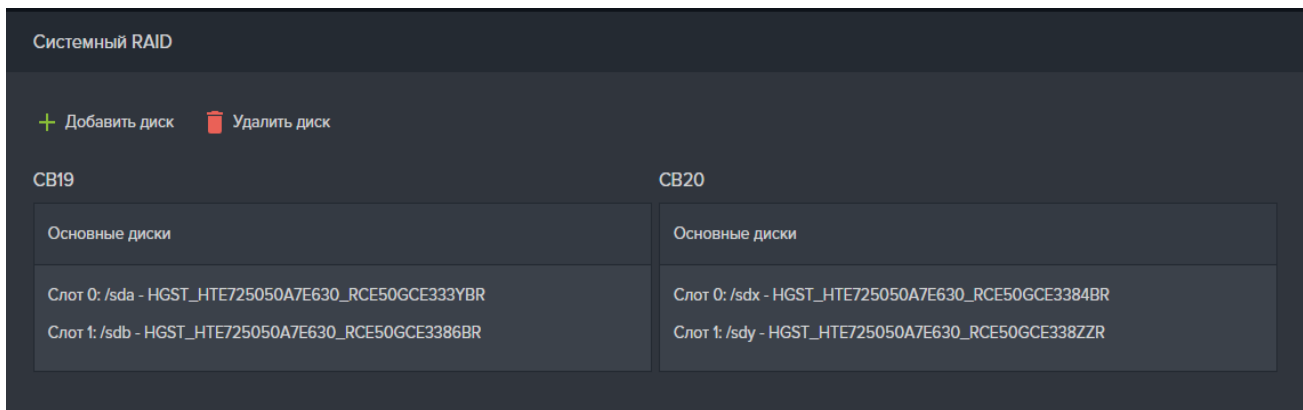 Системный RAID
Добавить диск Удалить диск
CB19
Основные диски
Слот 0: /sda - HGST_HTE725050A7E630_RCE50GCE333YBR
Слот 1: /sdb - HGST_HTE725050A7E630_RCE50GCE3386BR
CB20
Основные диски
Слот 0: /sdx - HGST_HTE725050A7E630_RCE50GCE3384BR
Слот 1: /sdy - HGST_HTE725050A7E630_RCE50GCE338ZZR